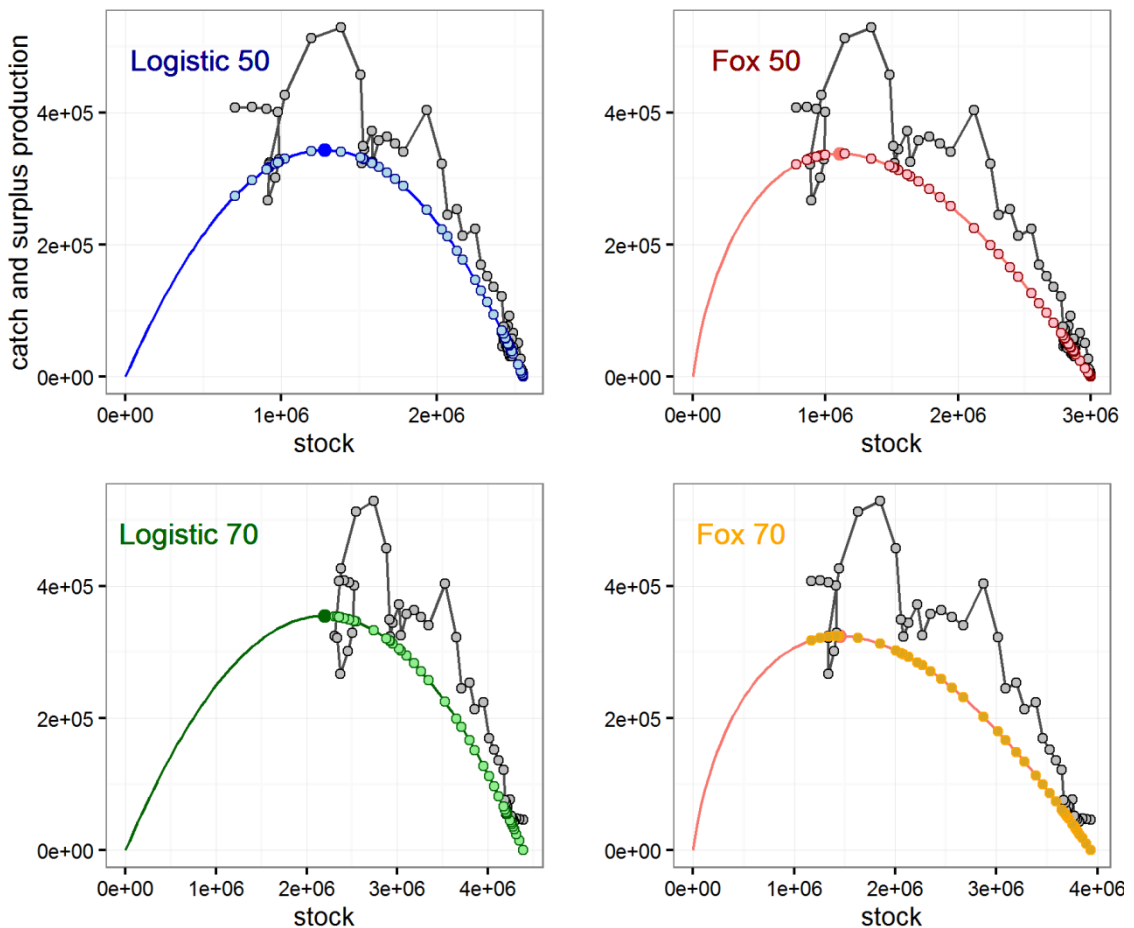 catch and surplus production
Logistic 50
4e+05
2e+05
0e+00
0e+00 1e+06 2e+06
stock
Fox 50
4e+05
2e+05
0e+00
0e+00 1e+06 2e+06 3e+06
stock
Logistic 70
4e+05
2e+05
0e+00
0e+00 1e+06 2e+06 3e+06 4e+06
stock
Fox 70
4e+05
2e+05
0e+00
0e+00 1e+06 2e+06 3e+06 4e+06
stock